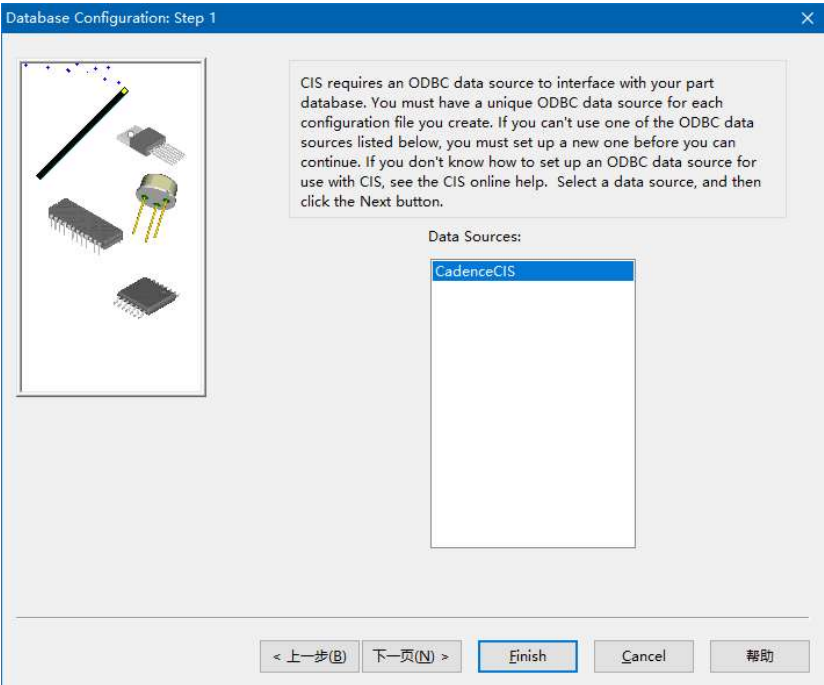 Database Configuration: Step 1
CIS requires an ODBC data source to interface with your part
database. You must have a unique ODBC data source for each
configuration file you create. If you can't use one of the ODBC data
sources listed below, you must set up a new one before you can
continue. If you don't know how to set up an ODBC data source for
use with CIS, see the CIS online help.  Select a data source, and then
click the Next button.
Data Sources:
CadenceCIS
< 上一步(B) 下一页(N) > Finish Cancel 帮助